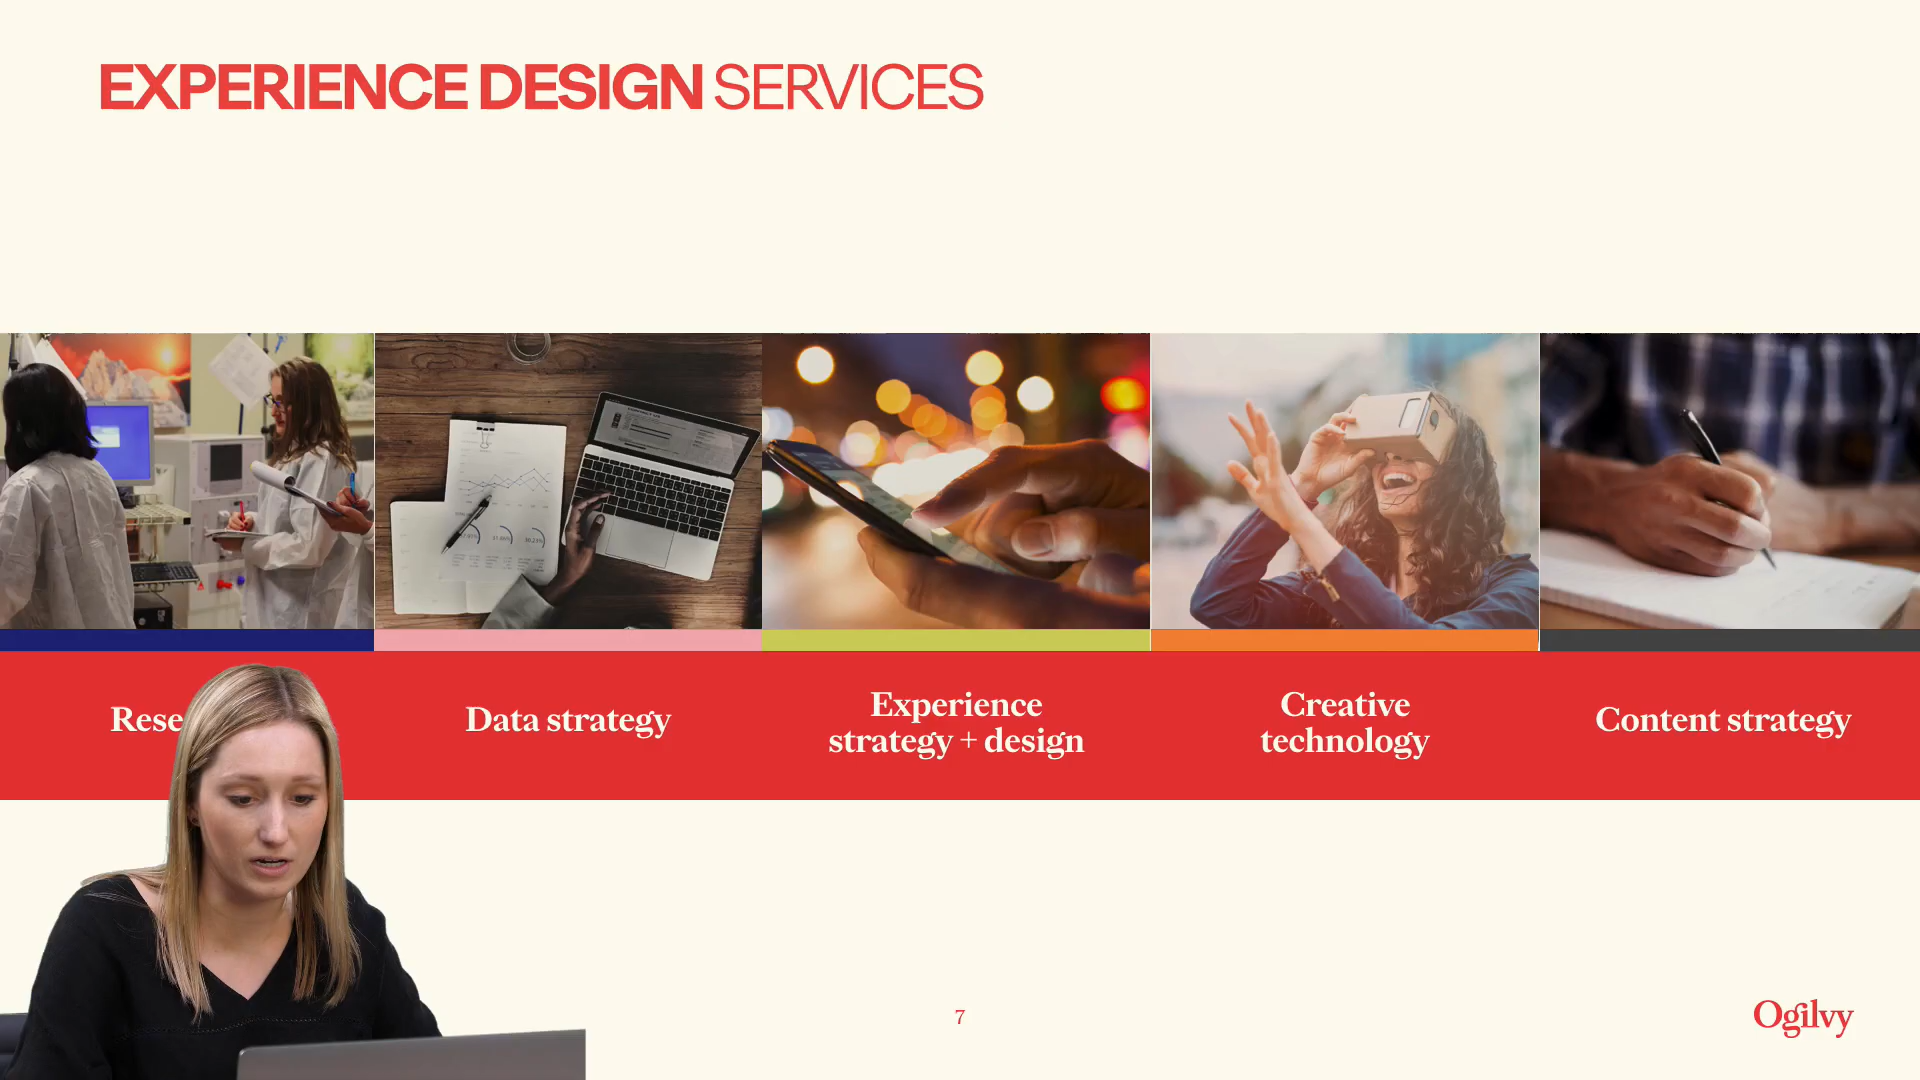 EXPERIENCE DESIGN SERVICES
Rese
Data strategy
Experience
strategy + design
Creative
technology
Content strategy
7
Ogilvy